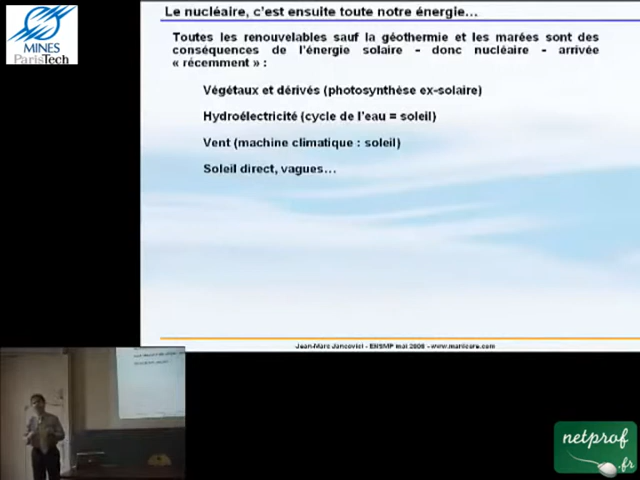 MINES
ParisTech
Le nucléaire, c'est ensuite toute notre énergie...
Toutes les renouvelables sauf la géothermie et les marées sont des
conséquences de l'énergie solaire - donc nucléaire - arrivée
« récemment » :
Végétaux et dérivés (photosynthèse ex-solaire)
Hydroélectricité (cycle de l'eau = soleil)
Vent (machine climatique : soleil)
Soleil direct, vagues...
Jean-Marc Jancovici - ENSMP mai 2008 - www.manicore.com
netprof
.fr